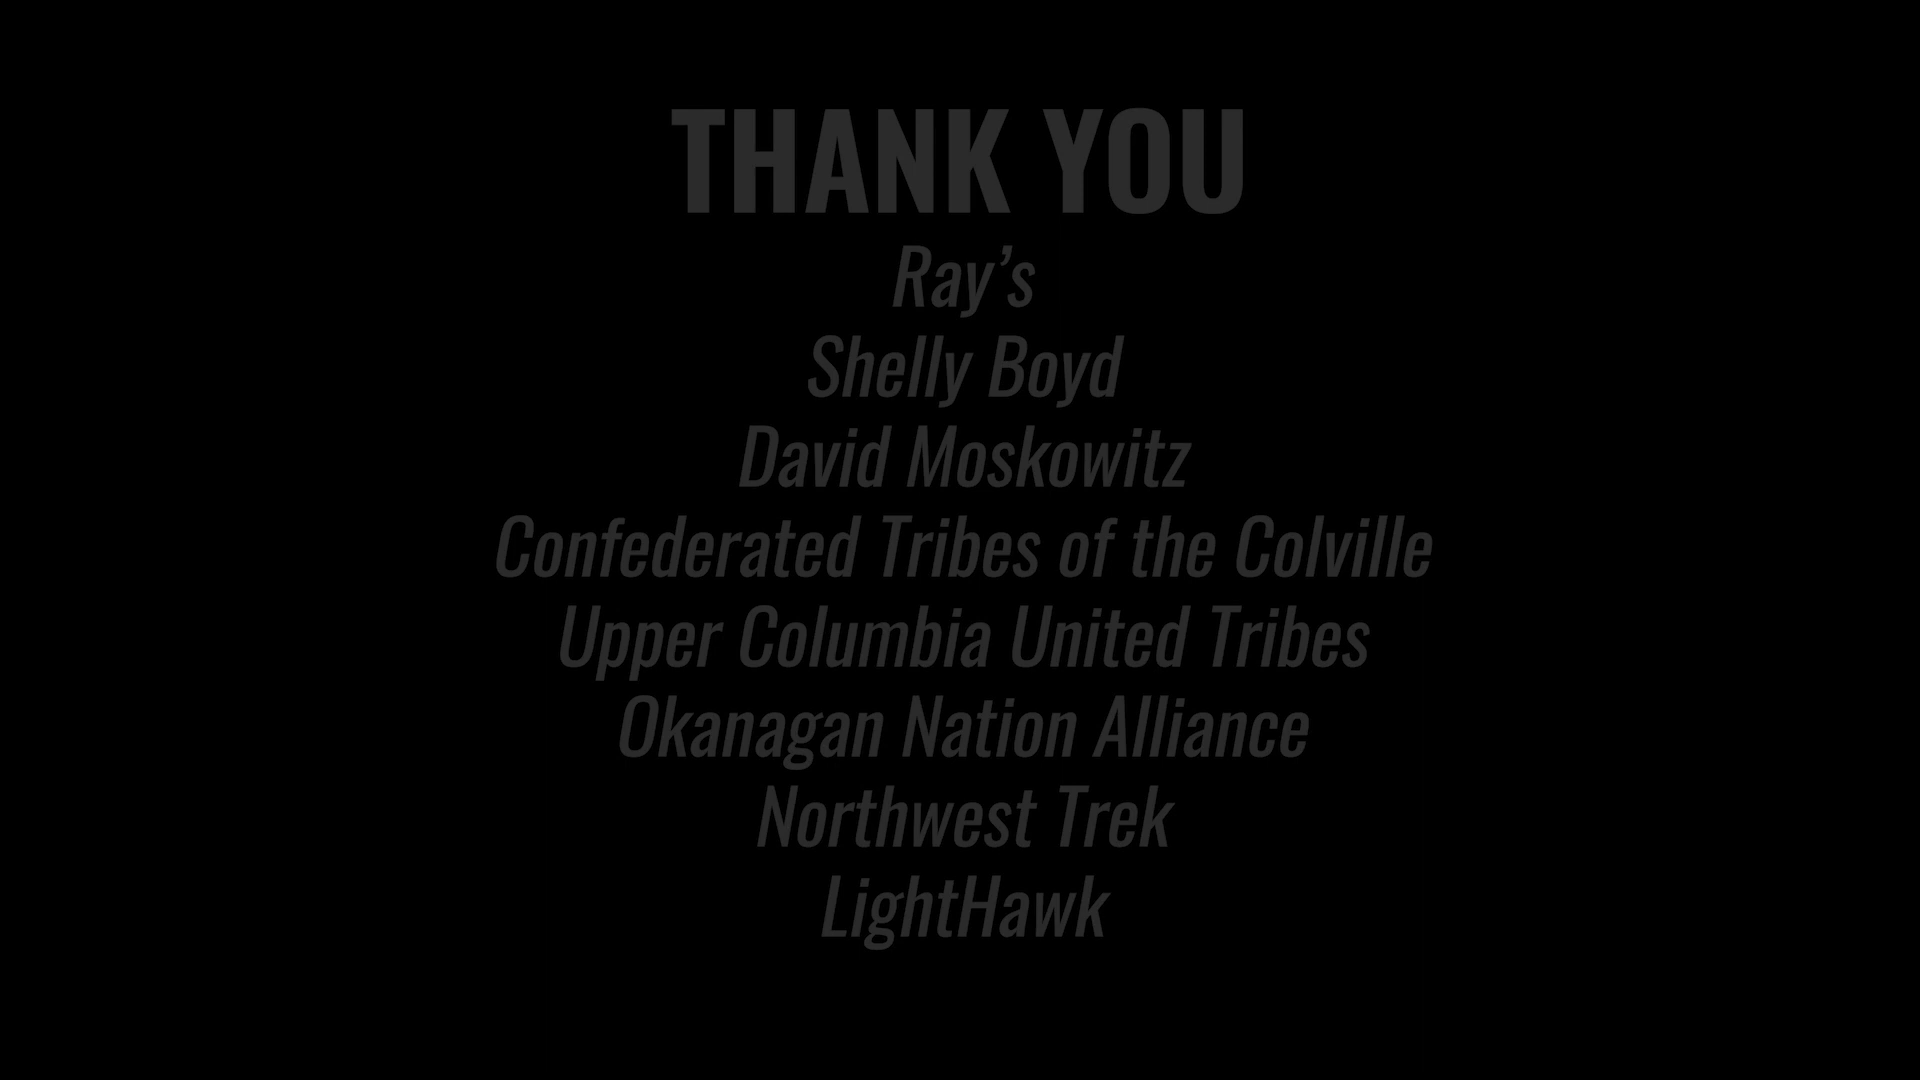 THANK YOU
Ray’s
Shelly Boyd
David Moskowitz
Confederated Tribes of the Colville
Upper Columbia United Tribes
Okanagan Nation Alliance
Northwest Trek
LightHawk